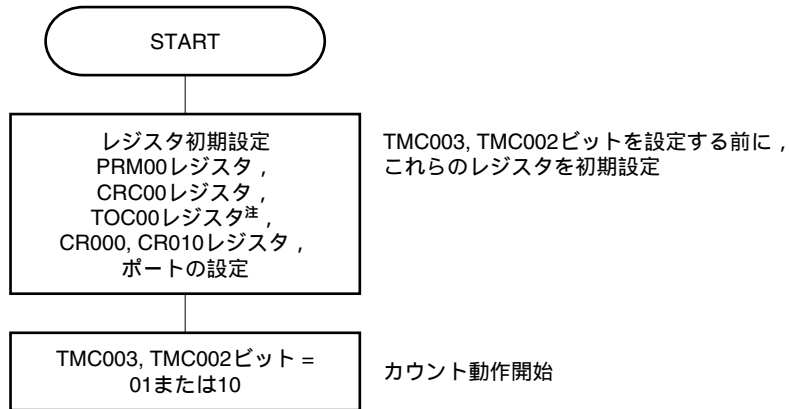 START
レジスタ初期設定
PRM00レジスタ，
CRC00レジスタ，
TOC00レジスタ注，
CR000, CR010レジスタ，
ポートの設定
TMC003, TMC002ビットを設定する前に，
これらのレジスタを初期設定
TMC003, TMC002ビット =
01または10
カウント動作開始